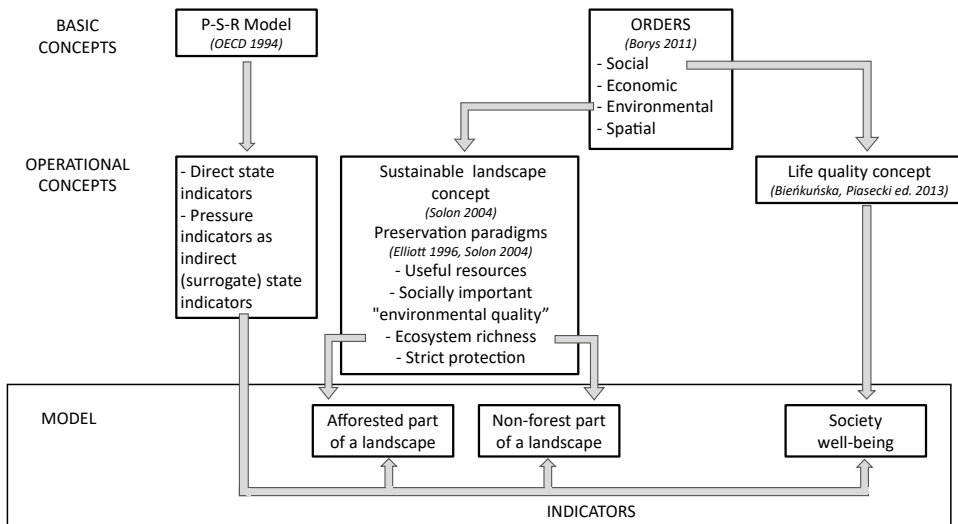 BASIC
CONCEPTS
P-S-R Model
(OECD 1994)
ORDERS
(Borys 2011)
- Social
- Economic
- Environmental
- Spatial
OPERATIONAL
CONCEPTS
- Direct state
indicators
- Pressure
indicators as
indirect
(surrogate) state
indicators
Sustainable landscape
concept
(Solon 2004)
Preservation paradigms
(Elliott 1996, Solon 2004)
- Useful resources
- Socially important
"environmental quality”
- Ecosystem richness
- Strict protection
Life quality concept
(Bieńkuńska, Piasecki ed. 2013)
MODEL
Afforested part
of a landscape
Non-forest part
of a landscape
Society
well-being
INDICATORS